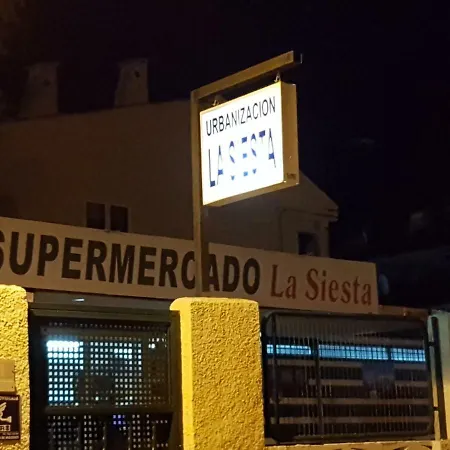 URBANIZACION
LA SIESTA
SUPERMERCADO La Siesta